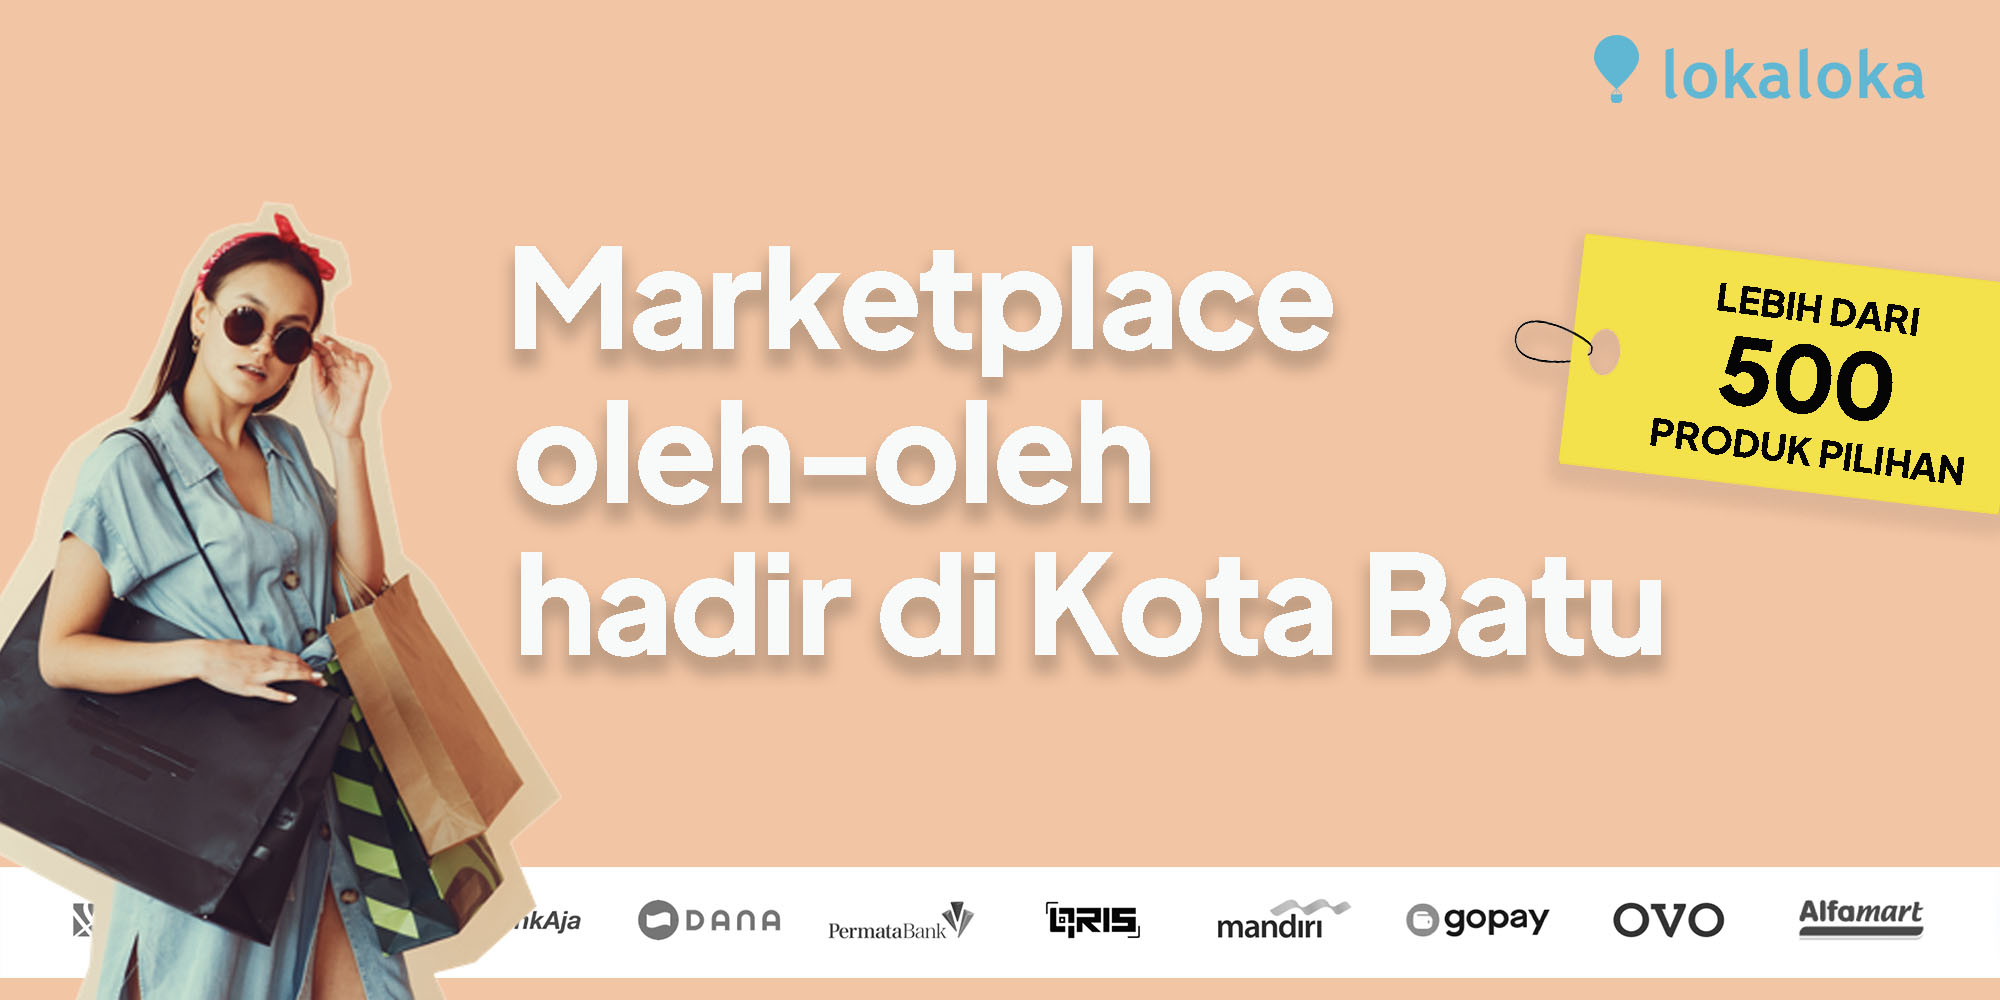 lokaloka
Marketplace
oleh-oleh
hadir di Kota Batu
LEBIH DARI
500
PRODUK PILIHAN
DANA
PermataBank
QRIS
mandiri
gopay
OVO
Alfamart